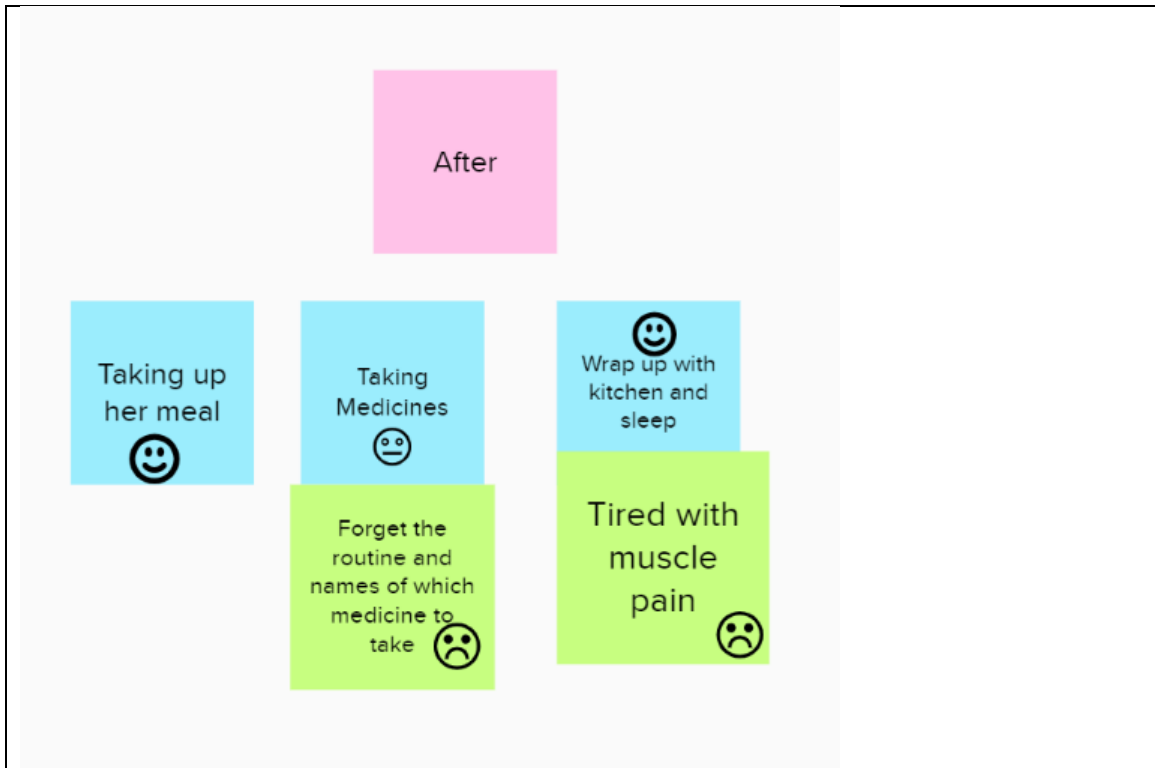 After
Taking up
her meal
Taking
Medicines
Wrap up with
kitchen and
sleep
Forget the
routine and
names of which
medicine to
take
Tired with
muscle
pain